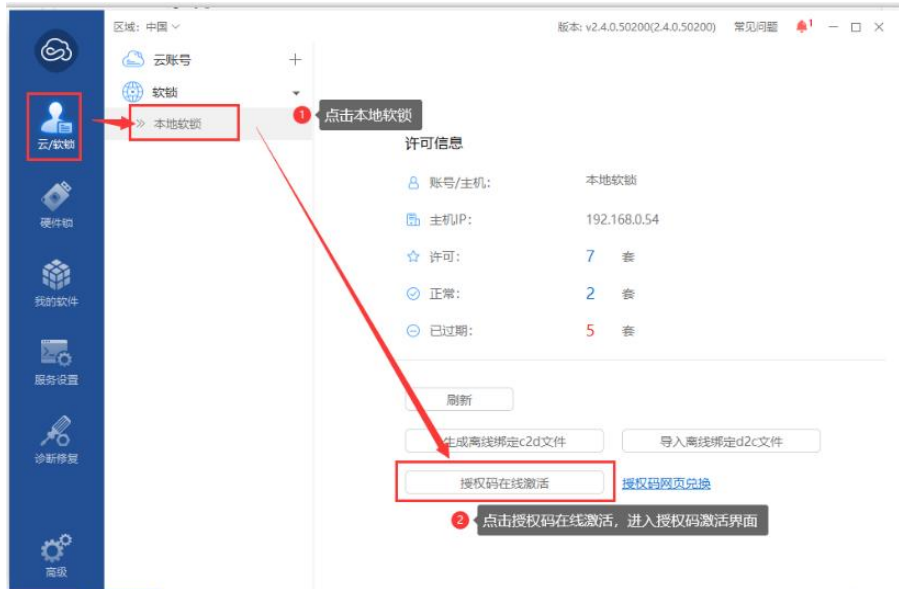 区域: 中国
版本: v2.4.0.50200(2.4.0.50200) 常见问题 1
云账号
软锁
本地软锁
1 点击本地软锁
云/软锁
硬件锁
我的软件
服务设置
诊断修复
高级
许可信息
账号/主机: 本地软锁
主机IP: 192.168.0.54
许可: 7 套
正常: 2 套
已过期: 5 套
刷新
生成离线绑定c2d文件 导入离线绑定d2c文件
授权码在线激活 授权码网页兑换
2 点击授权码在线激活，进入授权码激活界面